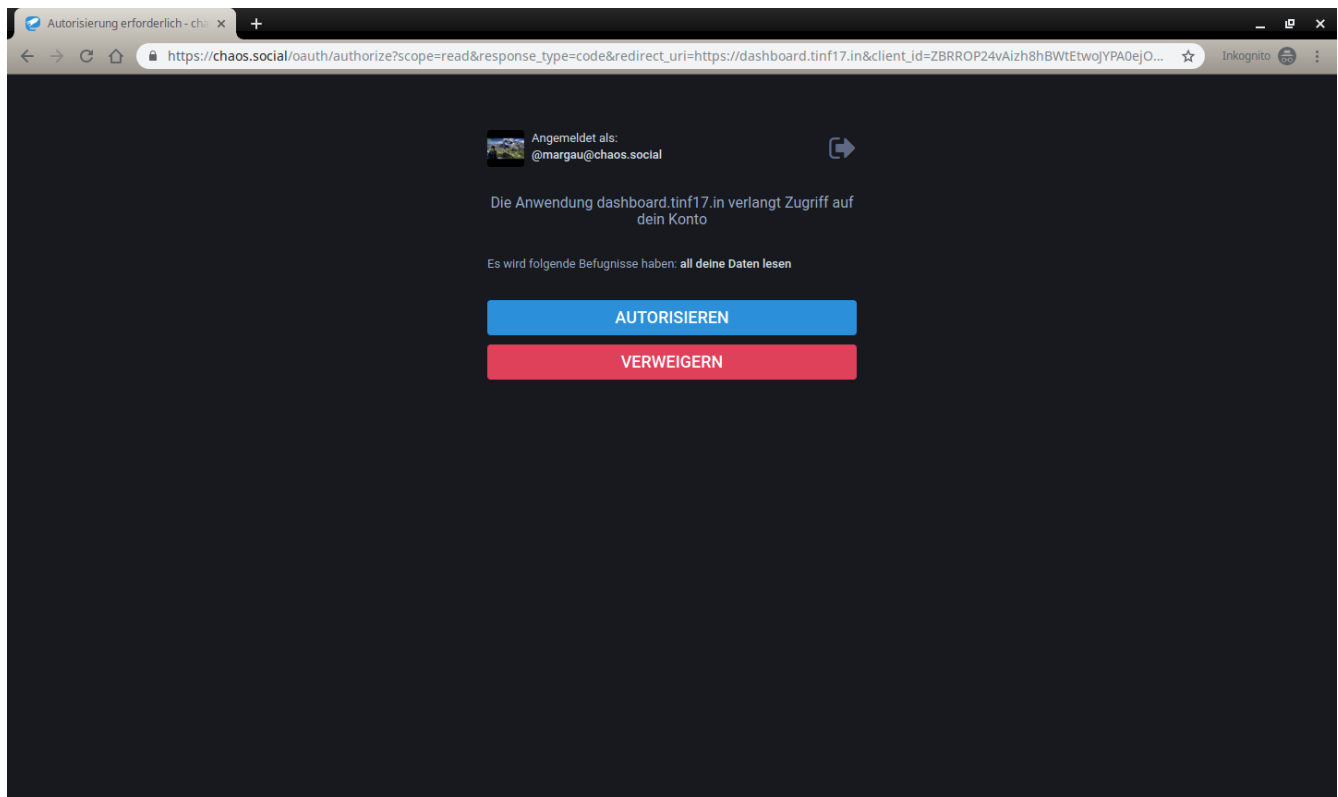 Autorisierung erforderlich - cha
https://chaos.social/oauth/authorize?scope=read&response_type=code&redirect_uri=https://dashboard.tinf17.in&client_id=ZBRROP24vAizh8hBWtEtwoJYPA0ejO...
Inkognito
Angemeldet als:
@margau@chaos.social
Die Anwendung dashboard.tinf17.in verlangt Zugriff auf
dein Konto
Es wird folgende Befugnisse haben: all deine Daten lesen
AUTORISIEREN
VERWEIGERN